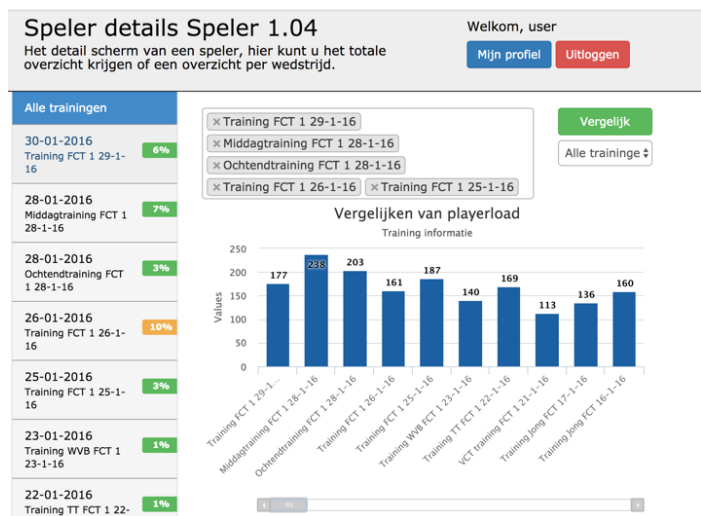 Speler details Speler 1.04
Het detail scherm van een speler, hier kunt u het totale
overzicht krijgen of een overzicht per wedstrijd.
Welkom, user
Mijn profiel
Uitloggen
Alle trainingen
30-01-2016
Training FCT 1 29-1-
16
6%
28-01-2016
Middagtraining FCT 1
28-1-16
7%
28-01-2016
Ochtendtraining FCT
1 28-1-16
3%
26-01-2016
Training FCT 1 26-1-
16
10%
25-01-2016
Training FCT 1 25-1-
16
3%
23-01-2016
Training WVB FCT 1
23-1-16
1%
22-01-2016
Training TT FCT 1 22-
1%
×Training FCT 1 29-1-16
×Middagtraining FCT 1 28-1-16
×Ochtendtraining FCT 1 28-1-16
×Training FCT 1 26-1-16 ×Training FCT 1 25-1-16
Vergelijk
Alle traininge
Vergelijken van playerload
Training informatie
Values
250
200
150
100
50
0
177
238
203
161
187
140
169
113
136
160
Training FCT 1 29-1...
Middagtraining FCT 1 28-1-16
Ochtendtraining FCT 1 28-1-16
Training FCT 1 26-1-16
Training FCT 1 25-1-16
Training WVB FCT 1 23-1-16
Training TT FCT 1 22-1-16
VCT training FCT 1 21-1-16
Training Jong FCT 17-1-16
Training Jong FCT 16-1-16